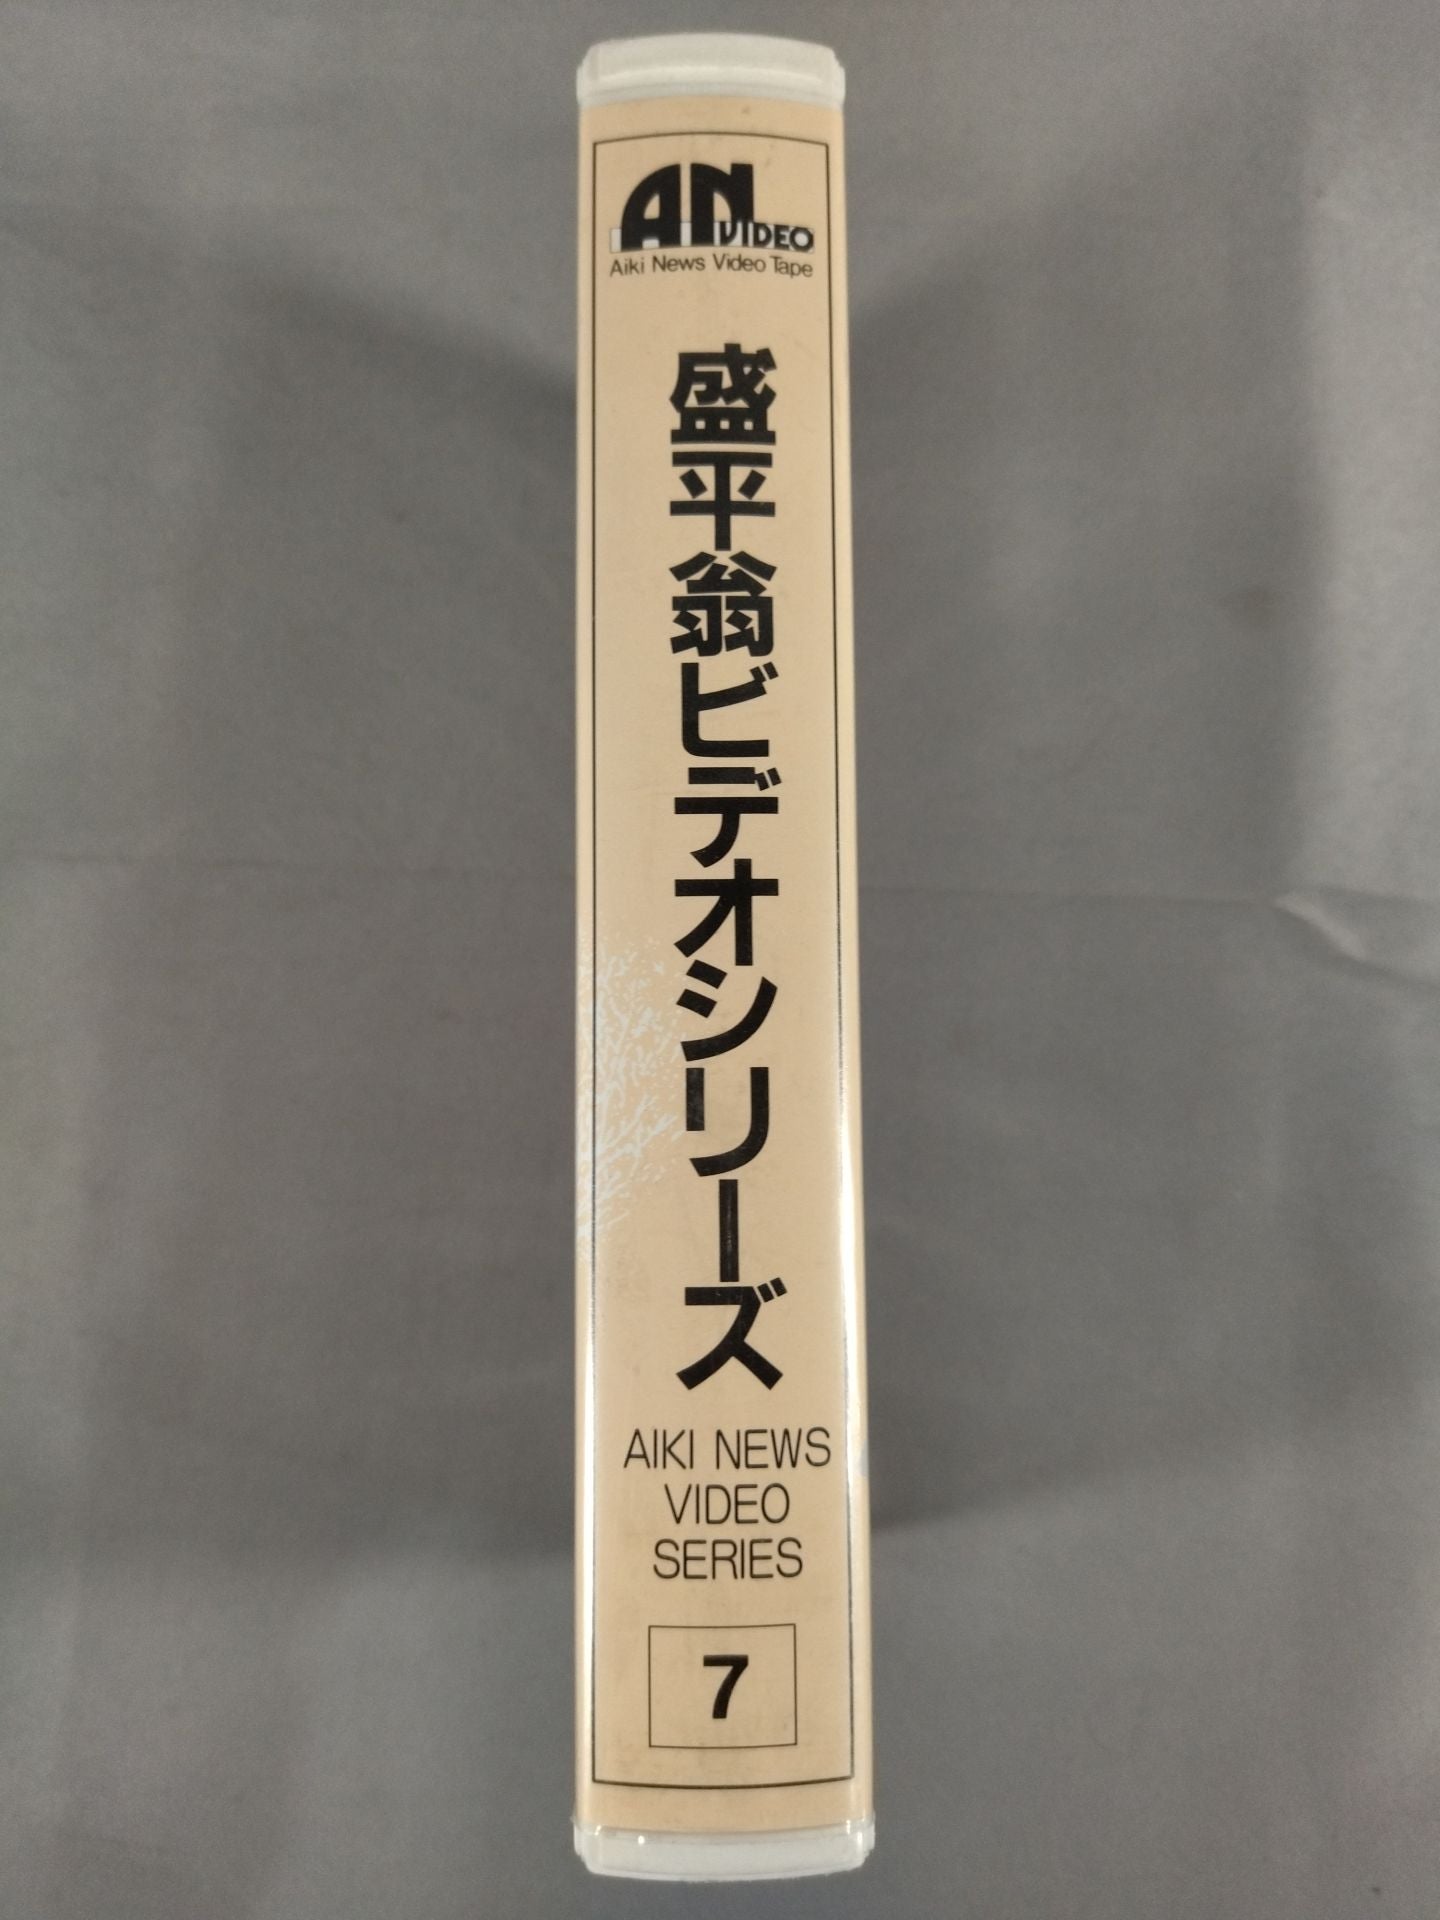 AN VIDEO
Aiki News Video Tape
盛平翁ビデオシリーズ
AIKI NEWS
VIDEO
SERIES
7